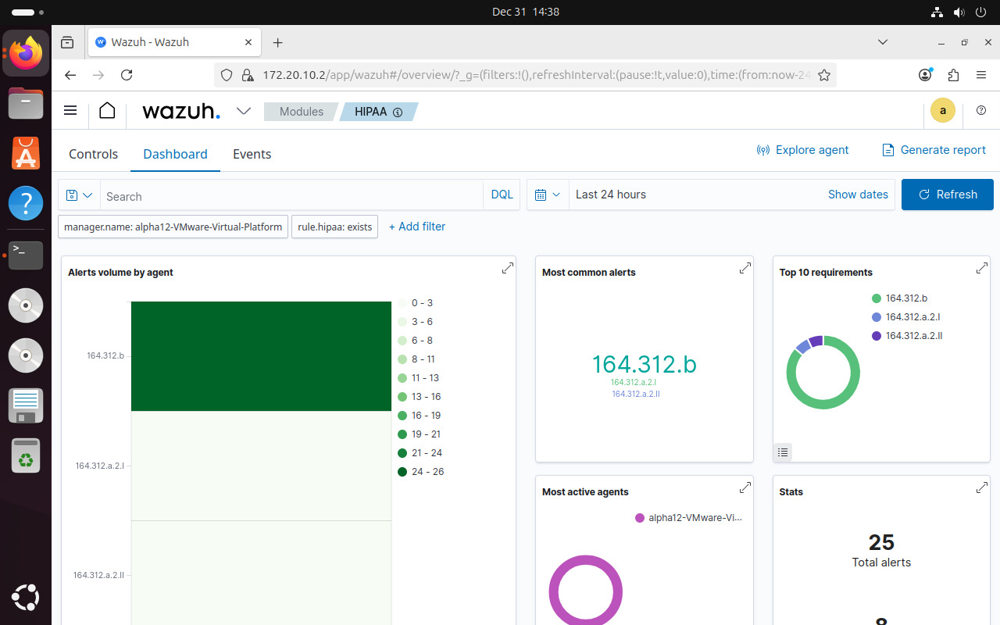 Dec 31 14:38
Wazuh - Wazuh
172.20.10.2/app/wazuh#/overview/?_g=(filters:!(),refreshInterval:(pause:!t,value:0),time:(from:now-24
wazuh.
Modules
HIPAA
a
Controls
Dashboard
Events
Explore agent
Generate report
Search
DQL
Last 24 hours
Show dates
Refresh
manager.name: alpha12-VMware-Virtual-Platform
rule.hipaa: exists
+ Add filter
Alerts volume by agent
164.312.b
164.312.a.2.I
164.312.a.2.II
0 - 3
3 - 6
6 - 8
8 - 11
11 - 13
13 - 16
16 - 19
19 - 21
21 - 24
24 - 26
Most common alerts
164.312.b
164.312.a.2.I
164.312.a.2.II
Top 10 requirements
164.312.b
164.312.a.2.I
164.312.a.2.II
Most active agents
alpha12-VMware-Vi...
Stats
25
Total alerts